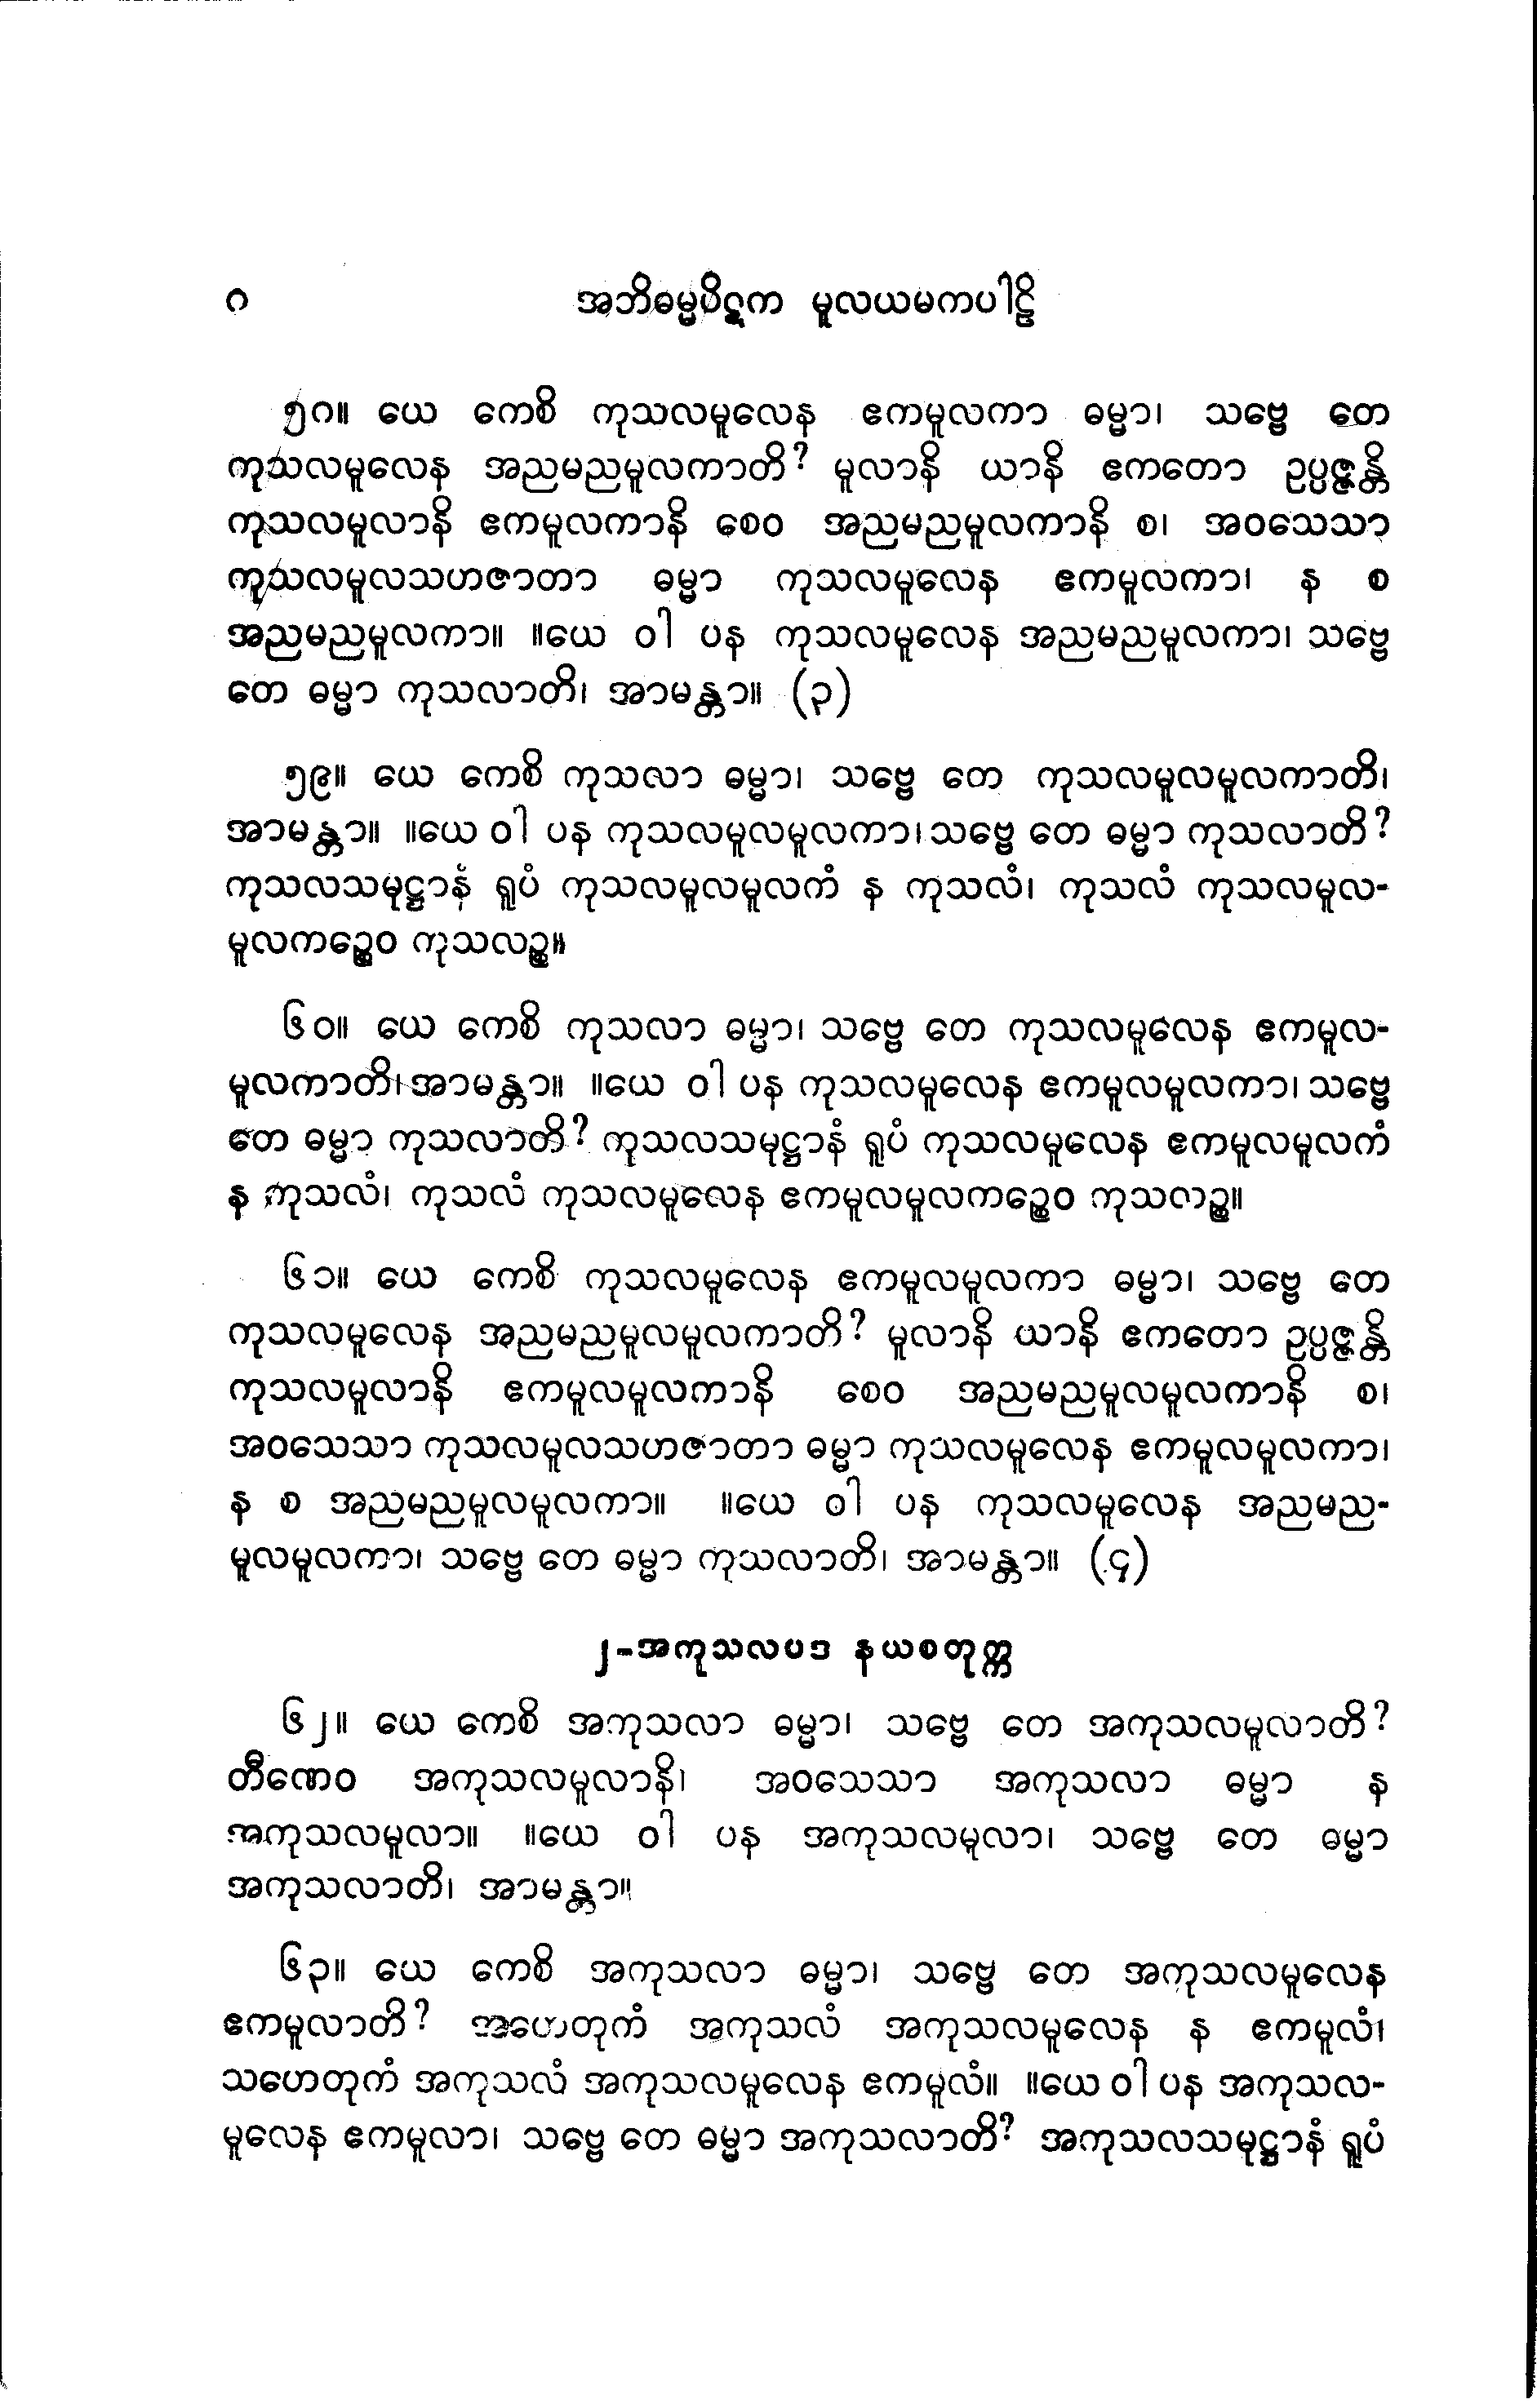 ၈ အဘိဓမ္မပိဋက မူလယမကပါဠိ
၅၈။ ယေ ကေစိ ကုသလမူလေန ဧကမူလကာ ဓမ္မာ၊ သဗ္ဗေ တေ
ကုသလမူလေန အညမညမူလကာတိ? မူလာနိ ယာနိ ဧကတော ဥပ္ပဇ္ဇန္တိ
ကုသလမူလာနိ ဧကမူလကာနိ စေဝ အညမညမူလကာနိ စ၊ အဝသေသာ
ကုသလမူလသဟဇာတာ ဓမ္မာ ကုသလမူလေန ဧကမူလကာ၊ န စ
အညမညမူလကာ။ ။ယေ ဝါ ပန ကုသလမူလေန အညမညမူလကာ၊ သဗ္ဗေ
တေ ဓမ္မာ ကုသလာတိ၊ အာမန္တာ။ (၃)
၅၉။ ယေ ကေစိ ကုသလာ ဓမ္မာ၊ သဗ္ဗေ တေ ကုသလမူလမူလကာတိ၊
အာမန္တာ။ ။ယေ ဝါ ပန ကုသလမူလမူလကာ၊ သဗ္ဗေ တေ ဓမ္မာ ကုသလာတိ?
ကုသလသမုဋ္ဌာနံ ရူပံ ကုသလမူလမူလကံ န ကုသလံ၊ ကုသလံ ကုသလမူလ-
မူလကဉ္စေဝ ကုသလဉ္စ။
၆၀။ ယေ ကေစိ ကုသလာ ဓမ္မာ၊ သဗ္ဗေ တေ ကုသလမူလေန ဧကမူလ-
မူလကာတိ၊ အာမန္တာ။ ။ယေ ဝါ ပန ကုသလမူလေန ဧကမူလမူလကာ၊ သဗ္ဗေ
တေ ဓမ္မာ ကုသလာတိ? ကုသလသမုဋ္ဌာနံ ရူပံ ကုသလမူလေန ဧကမူလမူလကံ
န ကုသလံ၊ ကုသလံ ကုသလမူလေန ဧကမူလမူလကဉ္စေဝ ကုသလဉ္စ။
၆၁။ ယေ ကေစိ ကုသလမူလေန ဧကမူလမူလကာ ဓမ္မာ၊ သဗ္ဗေ တေ
ကုသလမူလေန အညမညမူလမူလကာတိ? မူလာနိ ယာနိ ဧကတော ဥပ္ပဇ္ဇန္တိ
ကုသလမူလာနိ ဧကမူလမူလကာနိ စေဝ အညမညမူလမူလကာနိ စ၊
အဝသေသာ ကုသလမူလသဟဇာတာ ဓမ္မာ ကုသလမူလေန ဧကမူလမူလကာ၊
န စ အညမညမူလမူလကာ။ ။ယေ ဝါ ပန ကုသလမူလေန အညမည-
မူလမူလကာ၊ သဗ္ဗေ တေ ဓမ္မာ ကုသလာတိ၊ အာမန္တာ။ (၄)
၂-အကုသလပဒ နယစတုက္က
၆၂။ ယေ ကေစိ အကုသလာ ဓမ္မာ၊ သဗ္ဗေ တေ အကုသလမူလာတိ?
တီဏေဝ အကုသလမူလာနိ၊ အဝသေသာ အကုသလာ ဓမ္မာ န
အကုသလမူလာ။ ။ယေ ဝါ ပန အကုသလမူလာ၊ သဗ္ဗေ တေ ဓမ္မာ
အကုသလာတိ၊ အာမန္တာ။
၆၃။ ယေ ကေစိ အကုသလာ ဓမ္မာ၊ သဗ္ဗေ တေ အကုသလမူလေန
ဧကမူလာတိ? အဟေတုကံ အကုသလံ အကုသလမူလေန န ဧကမူလံ၊
သဟေတုကံ အကုသလံ အကုသလမူလေန ဧကမူလံ။ ။ယေ ဝါ ပန အကုသလ-
မူလေန ဧကမူလာ၊ သဗ္ဗေ တေ ဓမ္မာ အကုသလာတိ? အကုသလသမုဋ္ဌာနံ ရူပံ